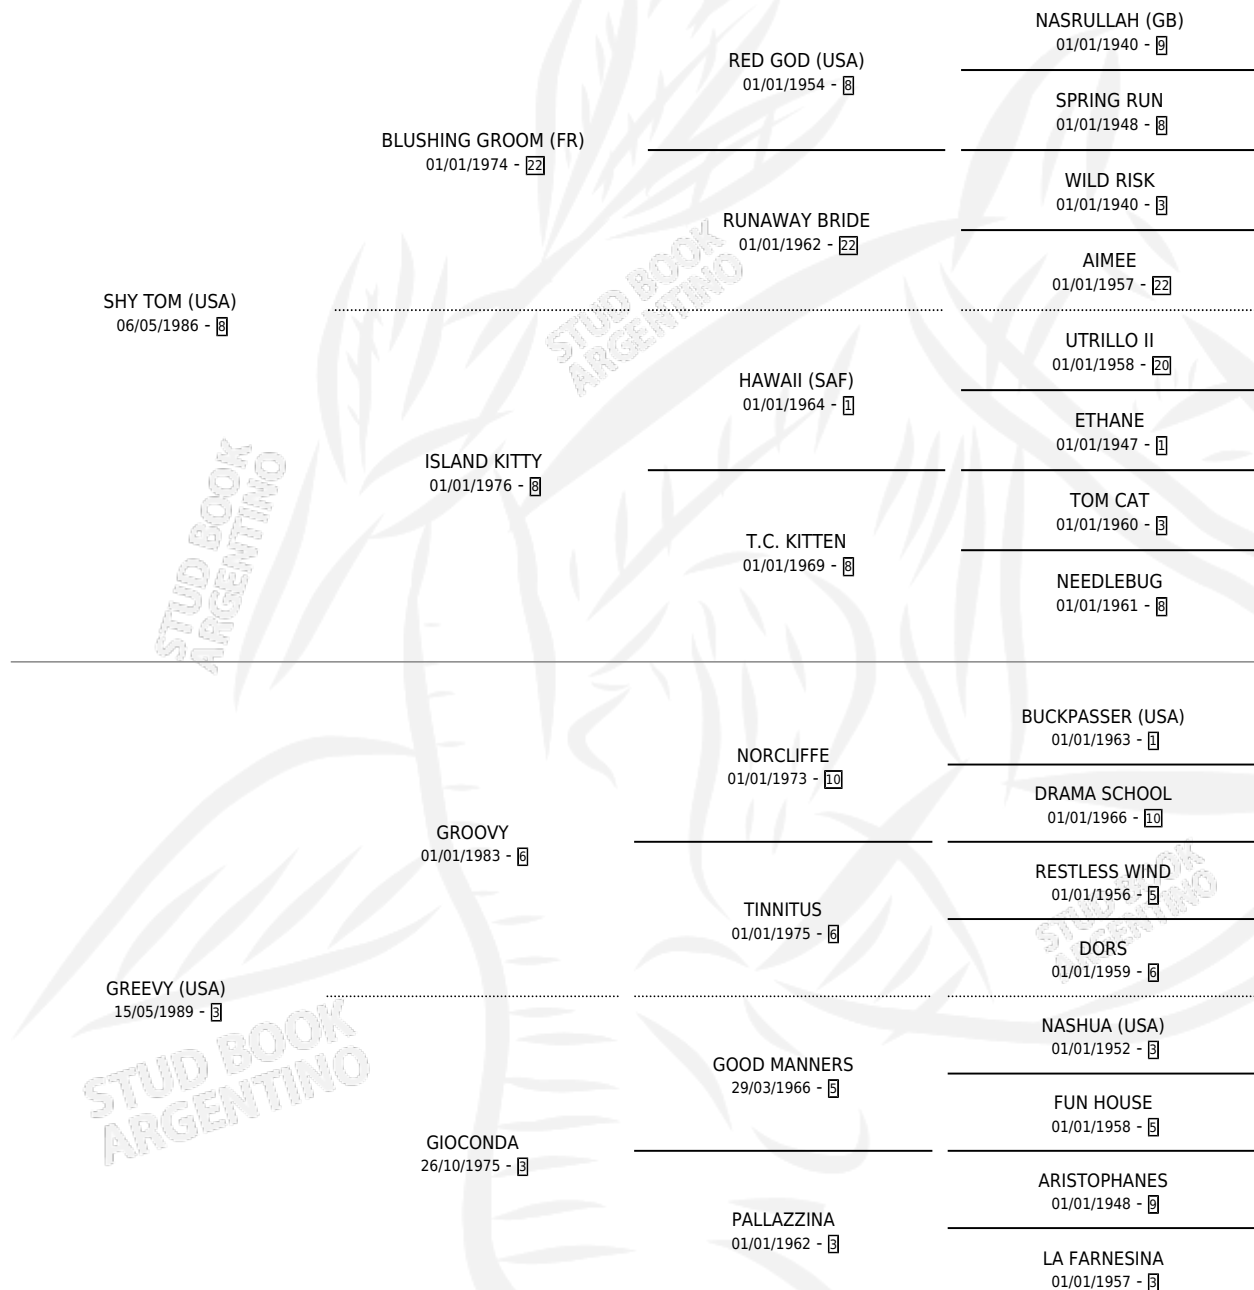 NASRULLAH (GB)
01/01/1940 - 9
RED GOD (USA)
01/01/1954 - 8
SPRING RUN
01/01/1948 - 8
BLUSHING GROOM (FR)
01/01/1974 - 22
WILD RISK
01/01/1940 - 3
RUNAWAY BRIDE
01/01/1962 - 22
AIMEE
01/01/1957 - 22
SHY TOM (USA)
06/05/1986 - 8
UTRILLO II
01/01/1958 - 20
HAWAII (SAF)
01/01/1964 - 1
ETHANE
01/01/1947 - 1
ISLAND KITTY
01/01/1976 - 8
TOM CAT
01/01/1960 - 3
T.C. KITTEN
01/01/1969 - 8
NEEDLEBUG
01/01/1961 - 8
BUCKPASSER (USA)
01/01/1963 - 1
NORCLIFFE
01/01/1973 - 10
DRAMA SCHOOL
01/01/1966 - 10
GROOVY
01/01/1983 - 6
RESTLESS WIND
01/01/1956 - 5
TINNITUS
01/01/1975 - 6
DORS
01/01/1959 - 6
GREEVY (USA)
15/05/1989 - 3
NASHUA (USA)
01/01/1952 - 3
GOOD MANNERS
29/03/1966 - 5
FUN HOUSE
01/01/1958 - 5
GIOCONDA
26/10/1975 - 3
ARISTOPHANES
01/01/1948 - 9
PALLAZZINA
01/01/1962 - 3
LA FARNESINA
01/01/1957 - 3
STUD BOOK
ARGENTINO
STUD BOOK
ARGENTINO
STUD BOOK
ARGENTINO
STUD BOOK
ARGENTINO